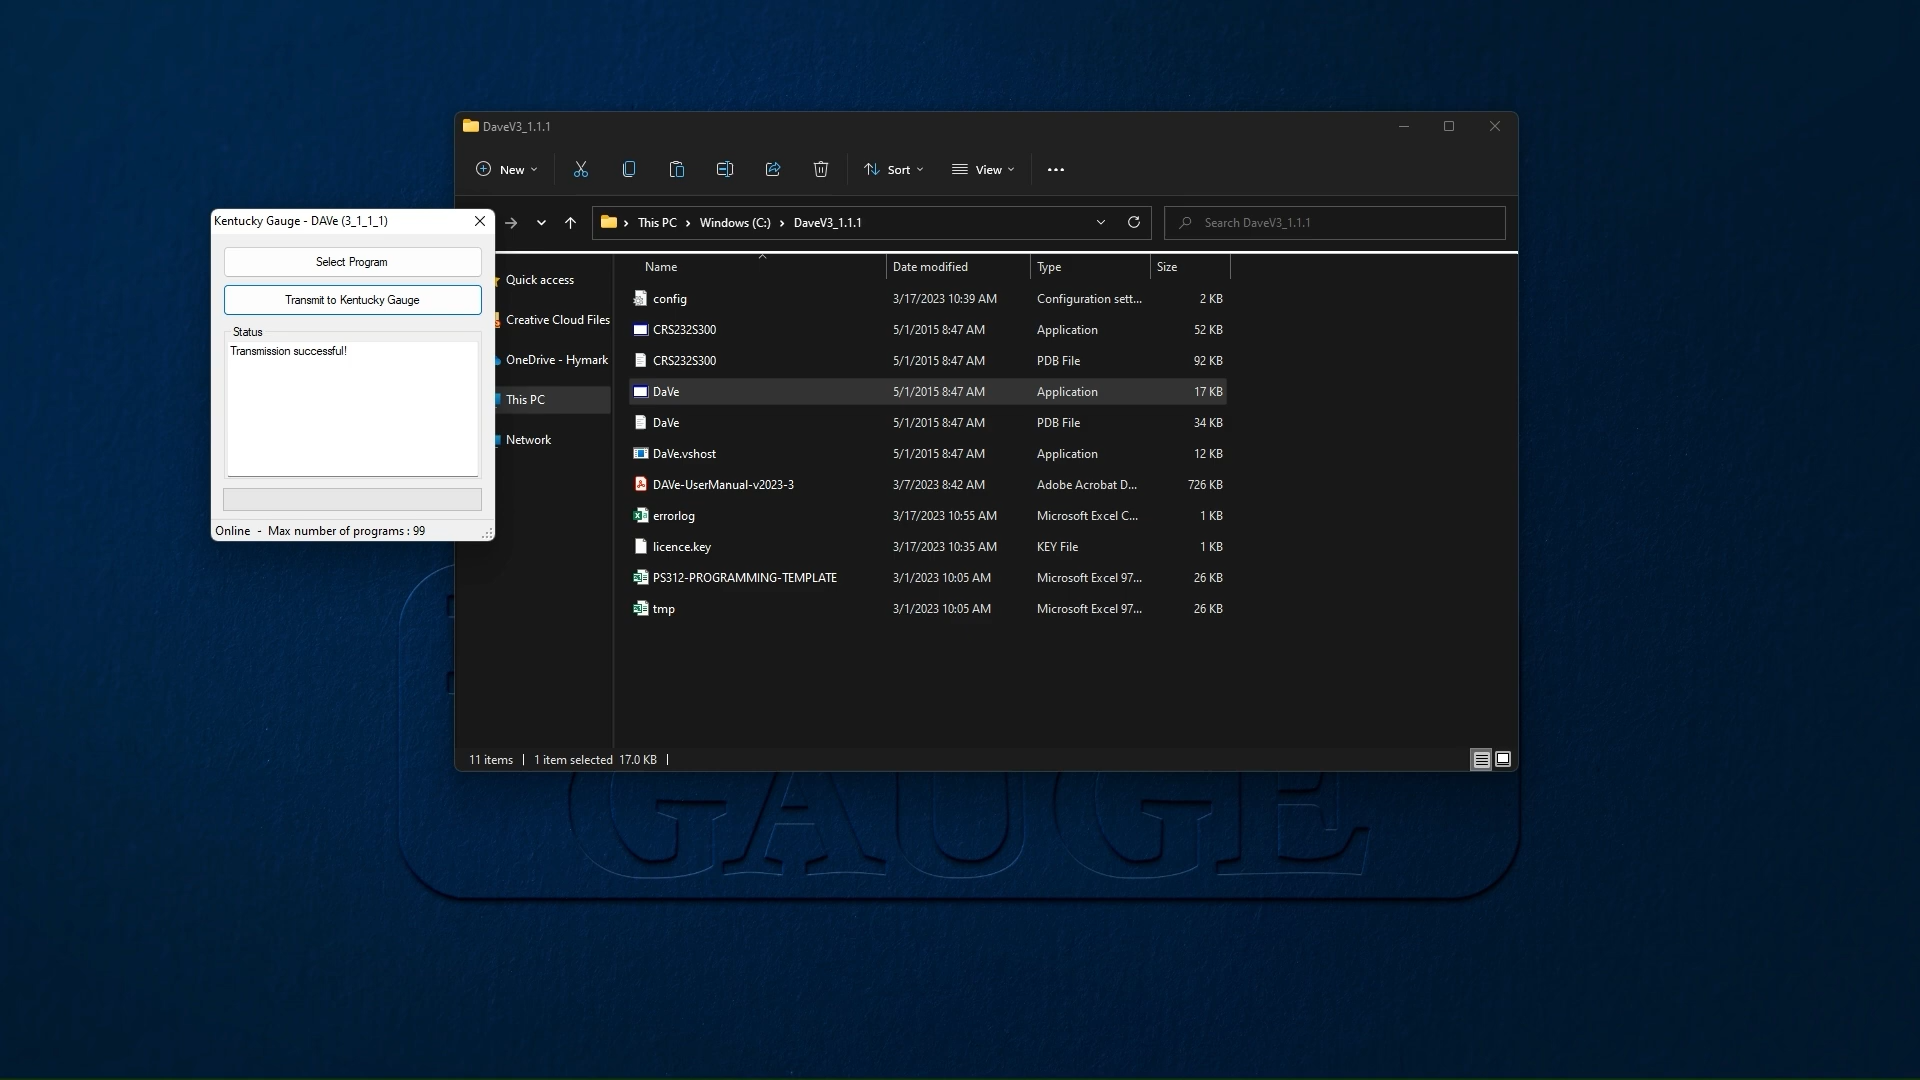 DaveV3_1.1.1
New
Sort
View
Kentucky Gauge - DAVe (3_1_1_1)
This PC
Windows (C:)
DaveV3_1.1.1
Search DaveV3_1.1.1
Select Program
Transmit to Kentucky Gauge
Status
Transmission successful!
Online - Max number of programs : 99
Quick access
Creative Cloud Files
OneDrive - Hymark
This PC
Network
Name Date modified Type Size
config 3/17/2023 10:39 AM Configuration sett... 2 KB
CRS232S300 5/1/2015 8:47 AM Application 52 KB
CRS232S300 5/1/2015 8:47 AM PDB File 92 KB
DaVe 5/1/2015 8:47 AM Application 17 KB
DaVe 5/1/2015 8:47 AM PDB File 34 KB
DaVe.vshost 5/1/2015 8:47 AM Application 12 KB
DAVe-UserManual-v2023-3 3/7/2023 8:42 AM Adobe Acrobat D... 726 KB
errorlog 3/17/2023 10:55 AM Microsoft Excel C... 1 KB
licence.key 3/17/2023 10:35 AM KEY File 1 KB
PS312-PROGRAMMING-TEMPLATE 3/1/2023 10:05 AM Microsoft Excel 97... 26 KB
tmp 3/1/2023 10:05 AM Microsoft Excel 97... 26 KB
11 items 1 item selected 17.0 KB
GAUGE